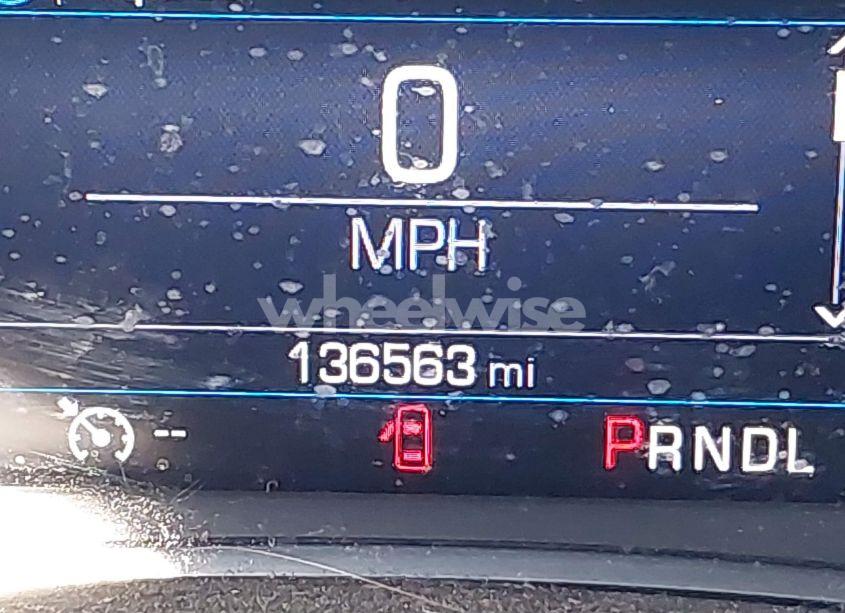 0
MPH
wheelwise
136563 mi
--
PRNDL